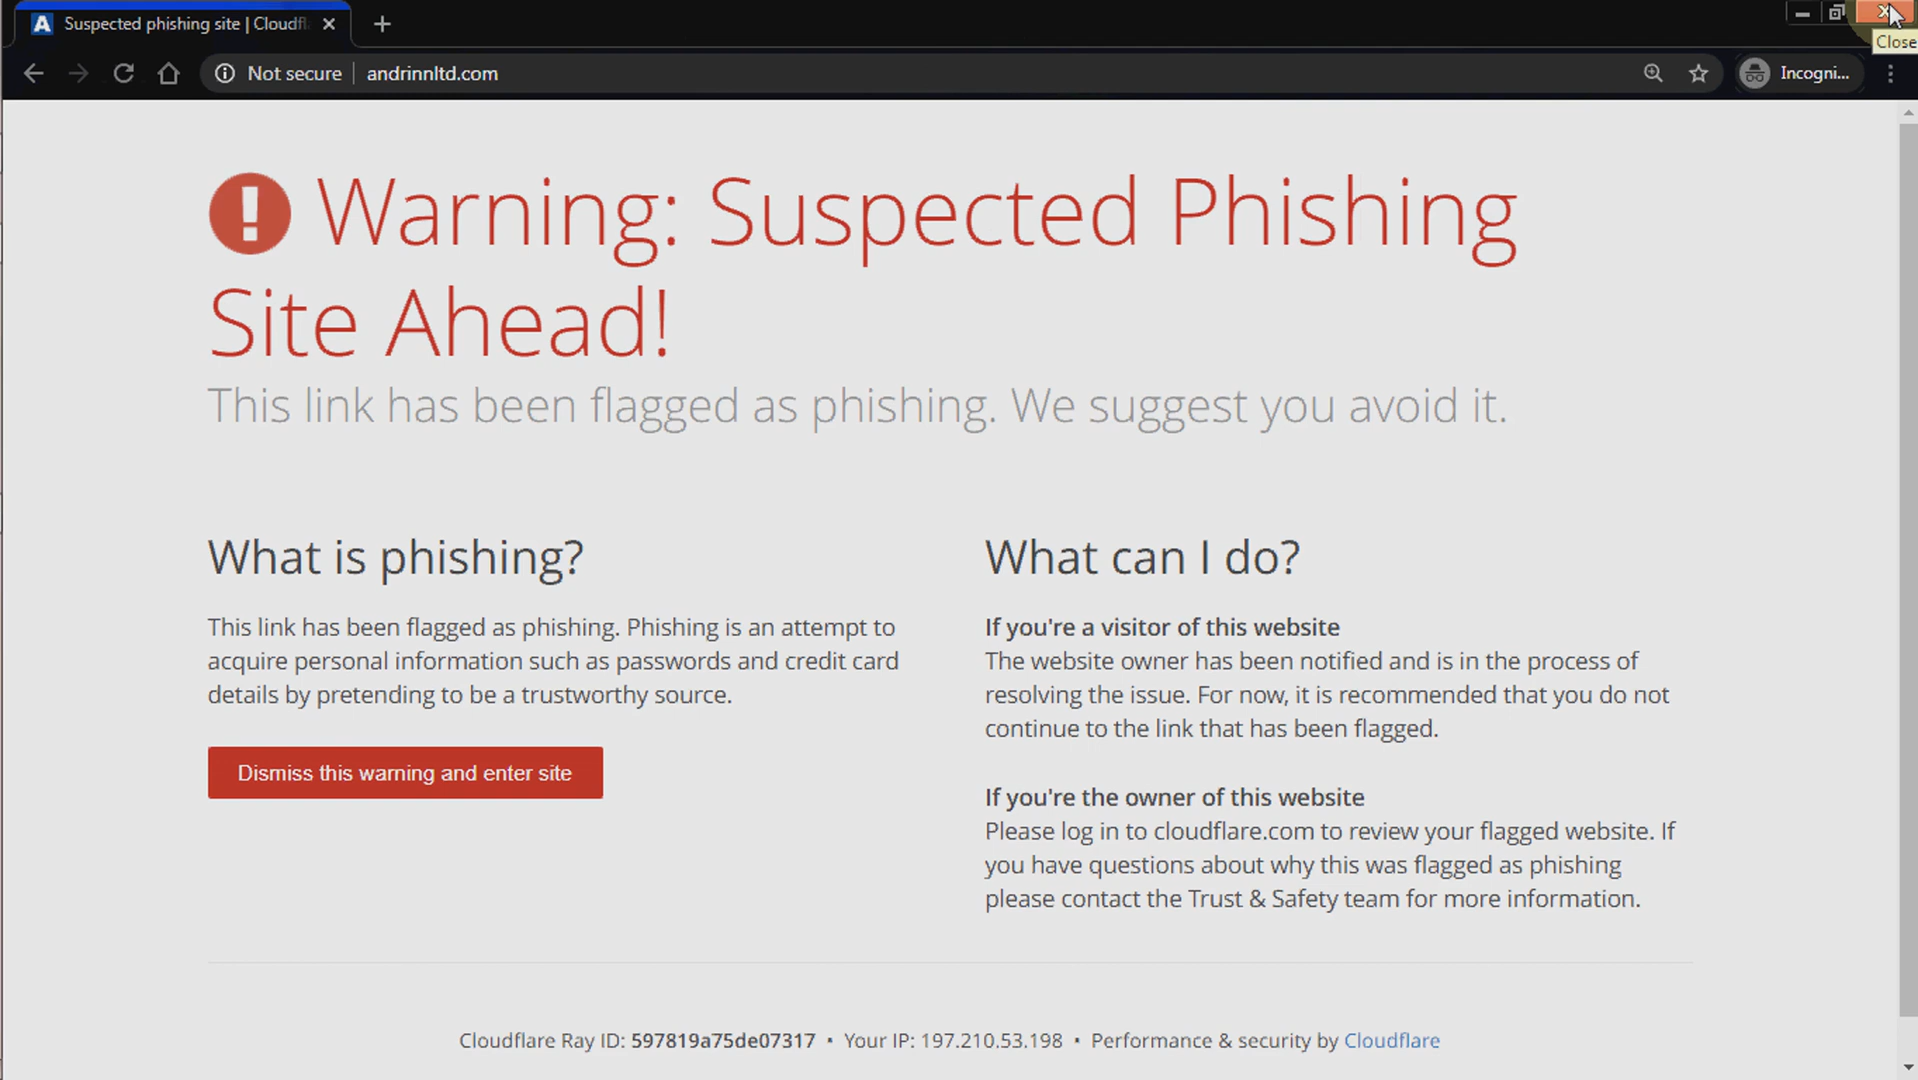 Suspected phishing site | Cloudfl
Close
Not secure
andrinnltd.com
Incogni...
Warning: Suspected Phishing
Site Ahead!
This link has been flagged as phishing. We suggest you avoid it.
What is phishing?
This link has been flagged as phishing. Phishing is an attempt to
acquire personal information such as passwords and credit card
details by pretending to be a trustworthy source.
Dismiss this warning and enter site
What can I do?
If you're a visitor of this website
The website owner has been notified and is in the process of
resolving the issue. For now, it is recommended that you do not
continue to the link that has been flagged.
If you're the owner of this website
Please log in to cloudflare.com to review your flagged website. If
you have questions about why this was flagged as phishing
please contact the Trust & Safety team for more information.
Cloudflare Ray ID: 597819a75de07317 • Your IP: 197.210.53.198 • Performance & security by Cloudflare